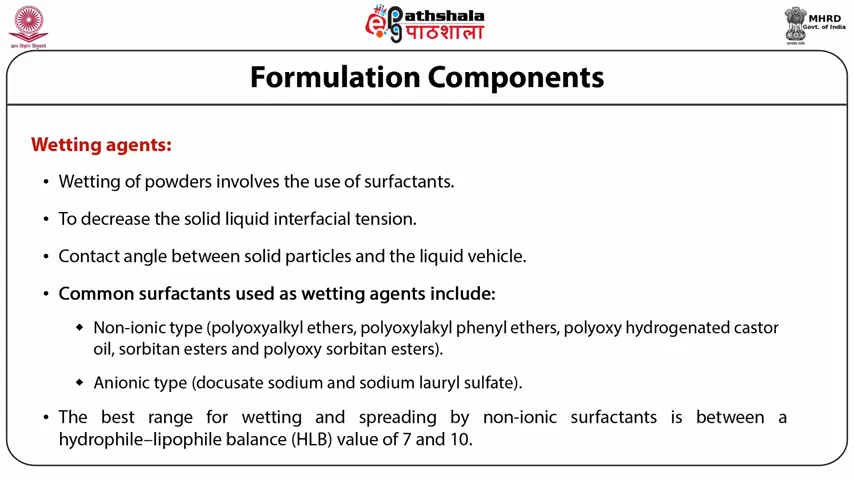 ePathshala
पाठशाला
MHRD
Govt. of India
Formulation Components
Wetting agents:
• Wetting of powders involves the use of surfactants.
• To decrease the solid liquid interfacial tension.
• Contact angle between solid particles and the liquid vehicle.
• Common surfactants used as wetting agents include:
◆ Non-ionic type (polyoxyalkyl ethers, polyoxylakyl phenyl ethers, polyoxy hydrogenated castor
oil, sorbitan esters and polyoxy sorbitan esters).
◆ Anionic type (docusate sodium and sodium lauryl sulfate).
• The best range for wetting and spreading by non-ionic surfactants is between a
hydrophile–lipophile balance (HLB) value of 7 and 10.